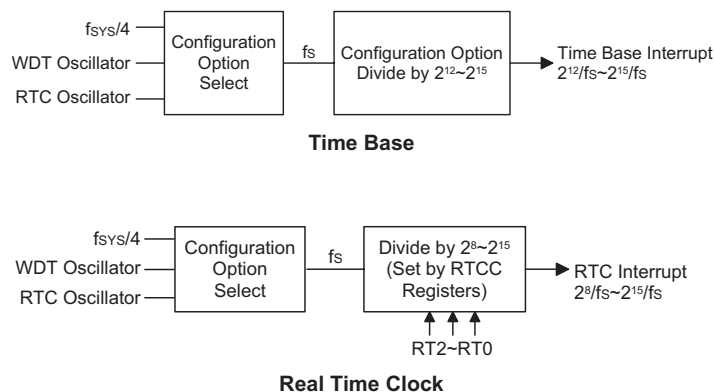 fSYS/4
WDT Oscillator
RTC Oscillator
Configuration
Option
Select
fS
Configuration Option
Divide by 2¹²~2¹⁵
Time Base Interrupt
2¹²/fS~2¹⁵/fS
Time Base
fSYS/4
WDT Oscillator
RTC Oscillator
Configuration
Option
Select
fS
Divide by 2⁸~2¹⁵
(Set by RTCC
Registers)
RTC Interrupt
2⁸/fS~2¹⁵/fS
RT2~RT0
Real Time Clock